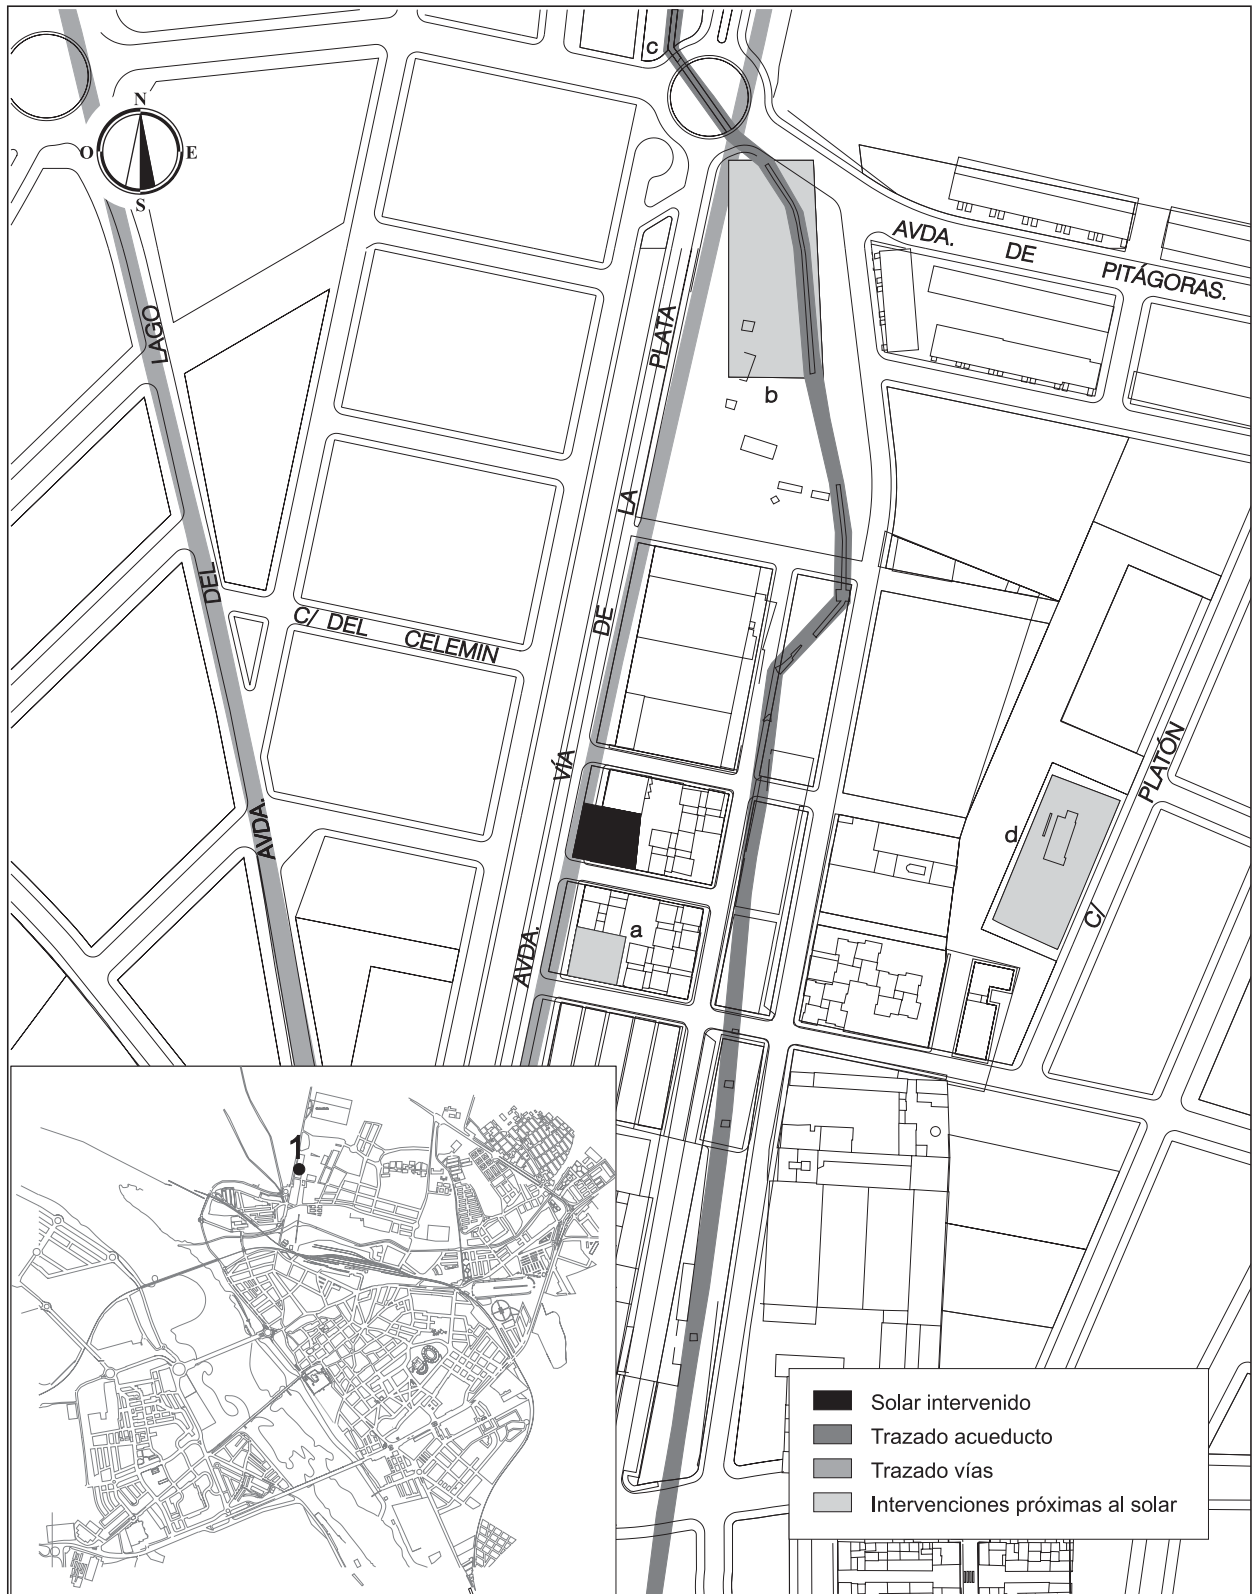 c
N
O E
S
AVDA. DE PITÁGORAS.
b
AVDA. DEL LAGO
AVDA. VÍA DE LA PLATA
C/ DEL CELEMIN
C/ PLATÓN
d
a
1
Solar intervenido
Trazado acueducto
Trazado vías
Intervenciones próximas al solar